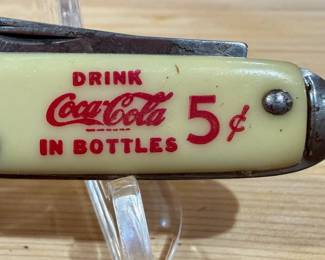 DRINK
Coca-Cola
IN BOTTLES
5¢